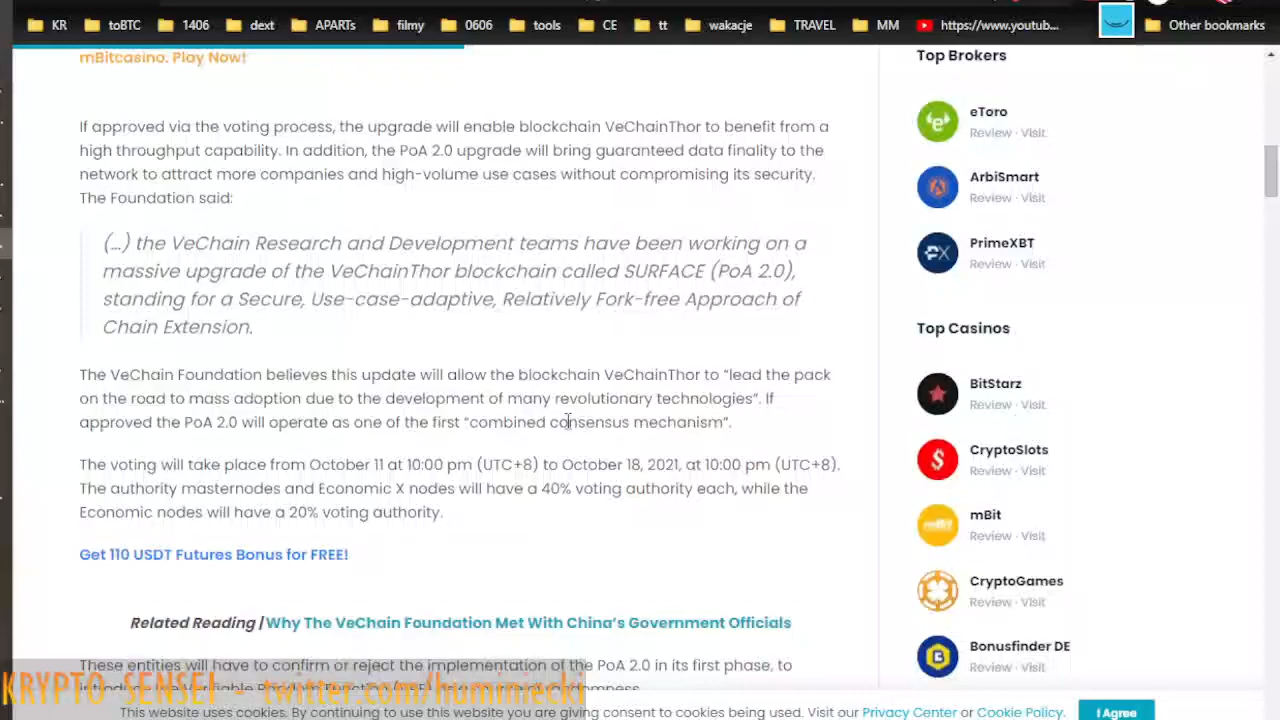 KR toBTC 1406 dext APARTs filmy 0606 tools CE tt wakacje TRAVEL MM https://www.youtub... Other bookmarks
mBitcasino. Play Now!
If approved via the voting process, the upgrade will enable blockchain VeChainThor to benefit from a
high throughput capability. In addition, the PoA 2.0 upgrade will bring guaranteed data finality to the
network to attract more companies and high-volume use cases without compromising its security.
The Foundation said:
(...) the VeChain Research and Development teams have been working on a
massive upgrade of the VeChainThor blockchain called SURFACE (PoA 2.0),
standing for a Secure, Use-case-adaptive, Relatively Fork-free Approach of
Chain Extension.
The VeChain Foundation believes this update will allow the blockchain VeChainThor to “lead the pack
on the road to mass adoption due to the development of many revolutionary technologies”. If
approved the PoA 2.0 will operate as one of the first “combined consensus mechanism”.
The voting will take place from October 11 at 10:00 pm (UTC+8) to October 18, 2021, at 10:00 pm (UTC+8).
The authority masternodes and Economic X nodes will have a 40% voting authority each, while the
Economic nodes will have a 20% voting authority.
Get 110 USDT Futures Bonus for FREE!
Related Reading | Why The VeChain Foundation Met With China’s Government Officials
These entities will have to confirm or reject the implementation of the PoA 2.0 in its first phase, to
Top Brokers
eToro
Review · Visit
ArbiSmart
Review · Visit
PrimeXBT
Review · Visit
Top Casinos
BitStarz
Review · Visit
CryptoSlots
Review · Visit
mBit
Review · Visit
CryptoGames
Review · Visit
Bonusfinder DE
Review · Visit
KRYPTO SENSEI - twitter.com/huminiecki
This website uses cookies. By continuing to use this website you are giving consent to cookies being used. Visit our Privacy Center or Cookie Policy. I Agree